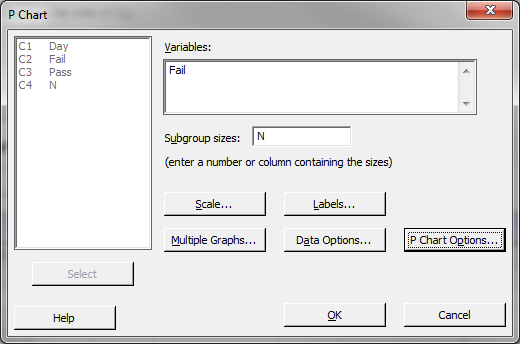 P Chart
C1 Day
C2 Fail
C3 Pass
C4 N
Variables:
Fail
Subgroup sizes: N
(enter a number or column containing the sizes)
Scale... Labels...
Multiple Graphs... Data Options... P Chart Options...
Select
Help OK Cancel